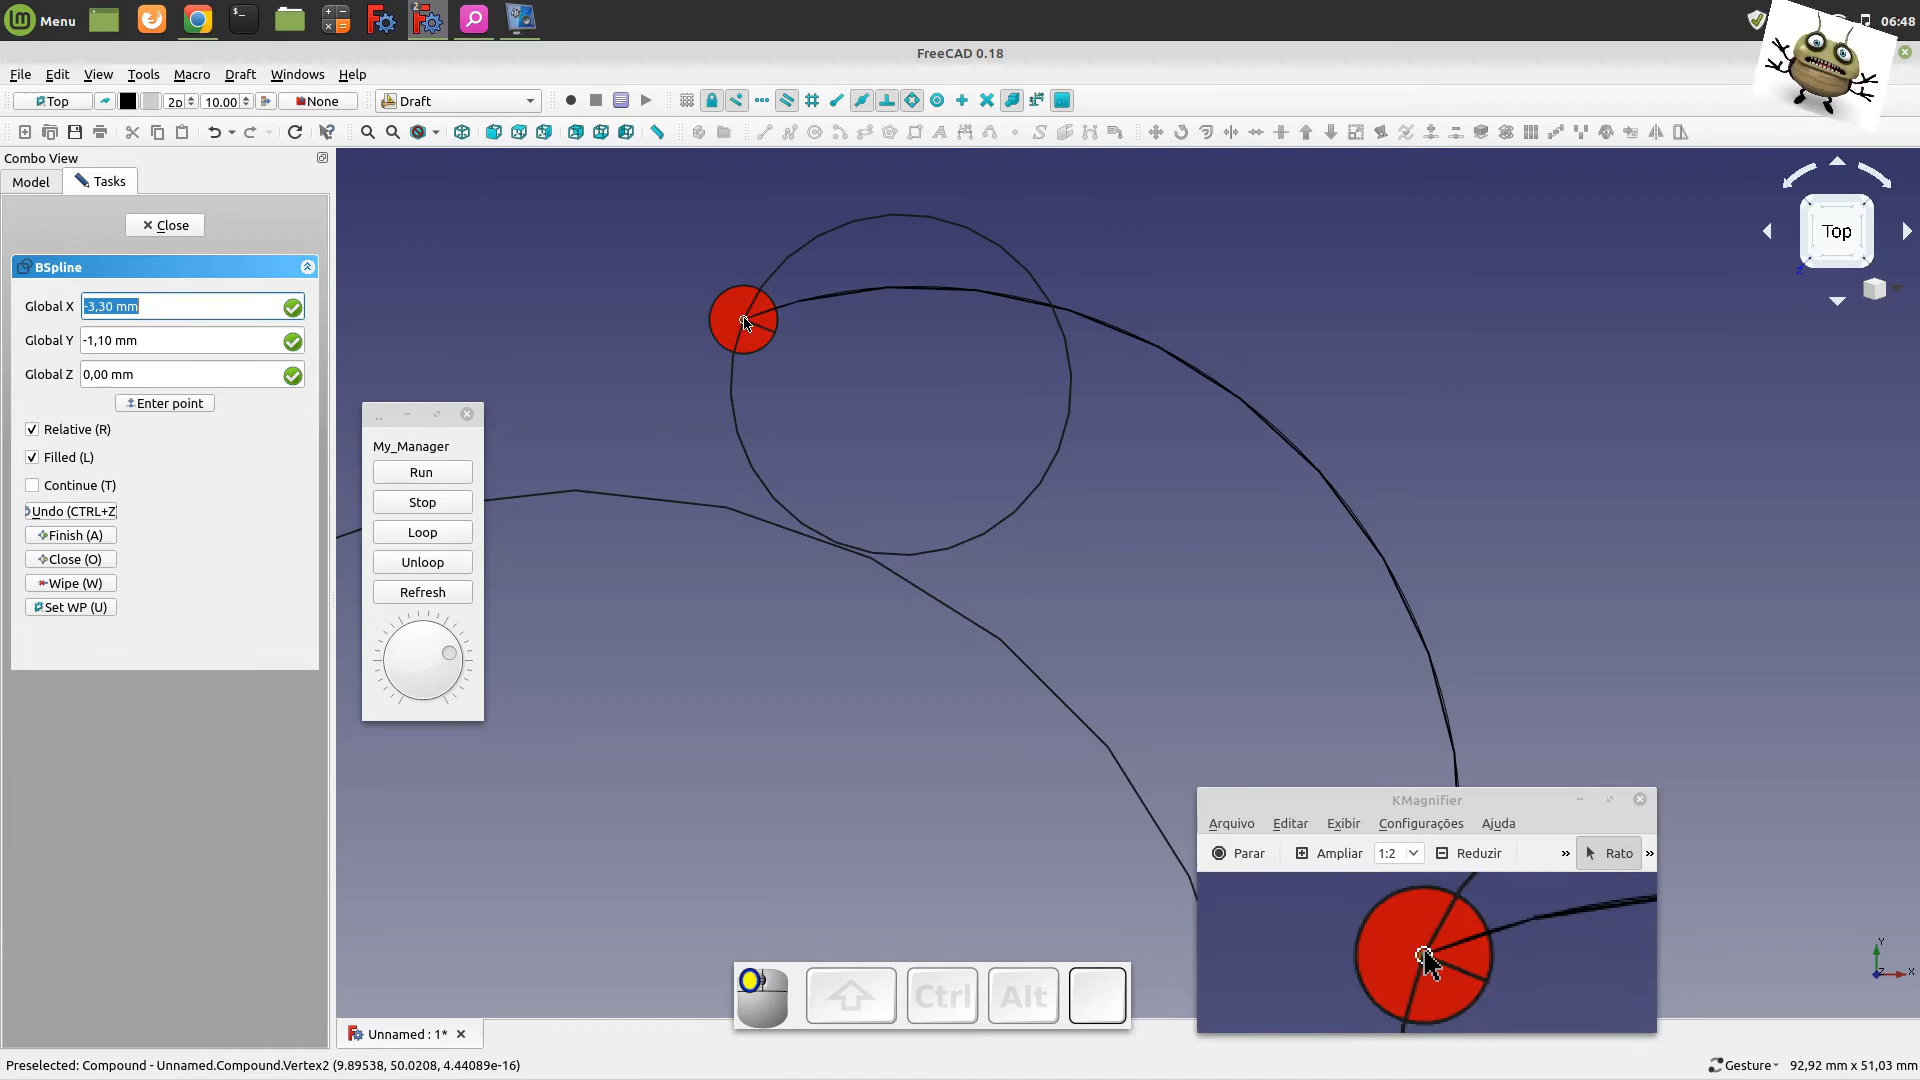 Menu
2
06:48
FreeCAD 0.18
File Edit View Tools Macro Draft Windows Help
Top
2p
10.00
None
Draft
Combo View
Model
Tasks
Close
BSpline
Global X
-3,30 mm
Global Y
-1,10 mm
Global Z
0,00 mm
Enter point
Relative (R)
Filled (L)
Continue (T)
Undo (CTRL+Z
Finish (A)
Close (O)
Wipe (W)
Set WP (U)
My_Manager
Run
Stop
Loop
Unloop
Refresh
Top
Z
KMagnifier
Arquivo Editar Exibir Configurações Ajuda
Parar
Ampliar
1:2
Reduzir
»
Rato
»
Y
Z
X
Ctrl
Alt
Unnamed : 1*
Preselected: Compound - Unnamed.Compound.Vertex2 (9.89538, 50.0208, 4.44089e-16)
Gesture
92,92 mm x 51,03 mm